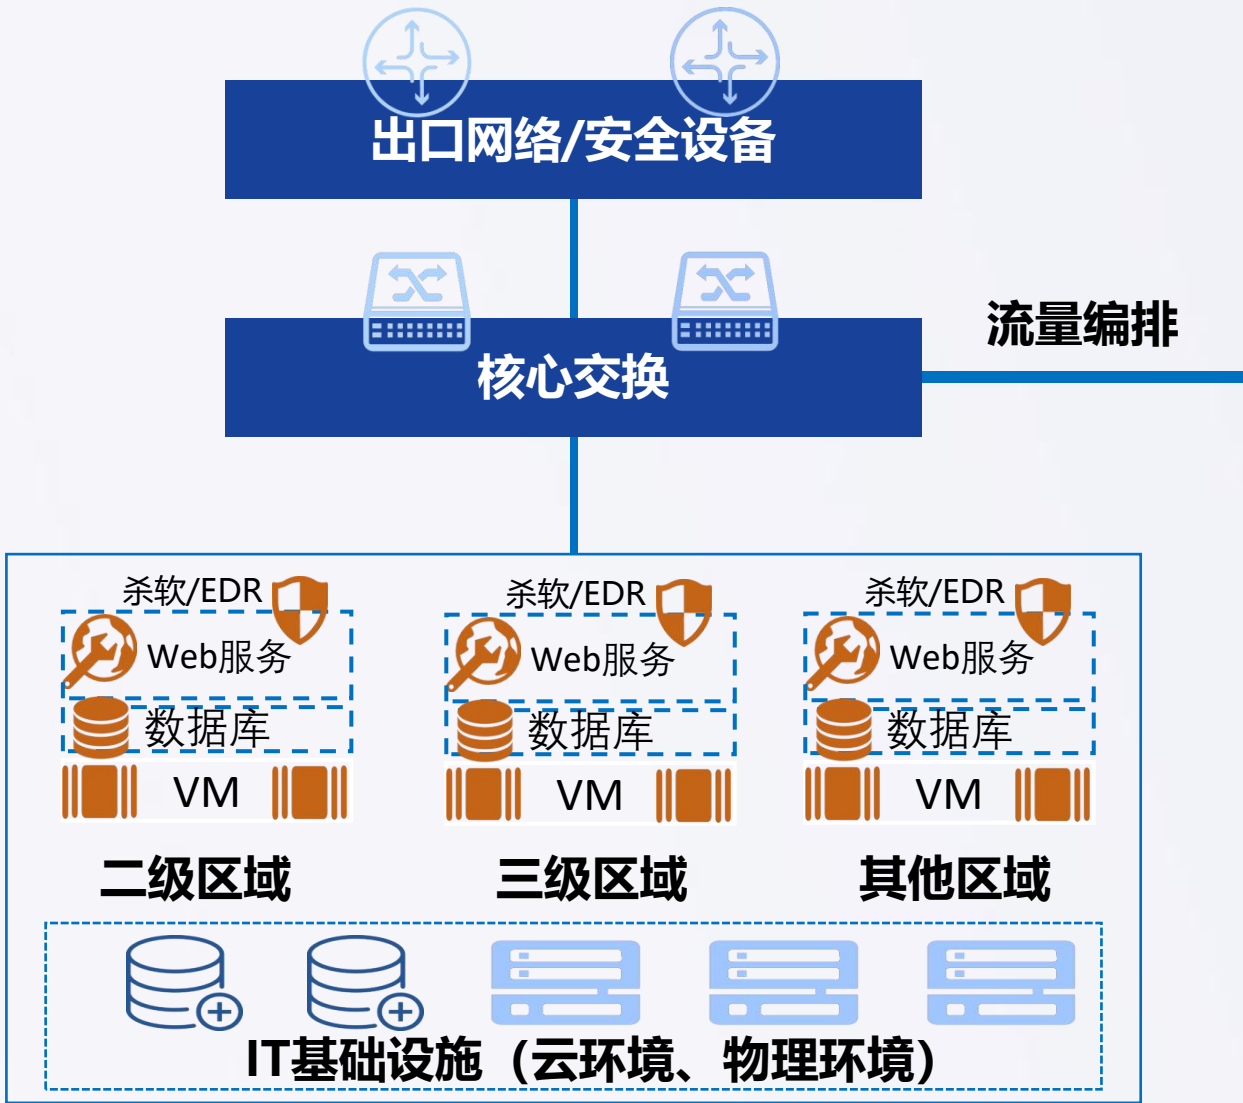 出口网络/安全设备
流量编排
核心交换
杀软/EDR
杀软/EDR
杀软/EDR
Web服务
Web服务
Web服务
数据库
数据库
数据库
VM
VM
VM
二级区域
三级区域
其他区域
IT基础设施（云环境、物理环境）